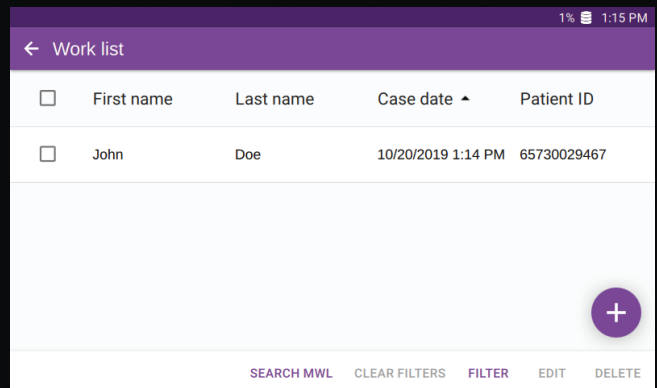 1% 1:15 PM
Work list
First name Last name Case date Patient ID
John Doe 10/20/2019 1:14 PM 65730029467
SEARCH MWL CLEAR FILTERS FILTER EDIT DELETE